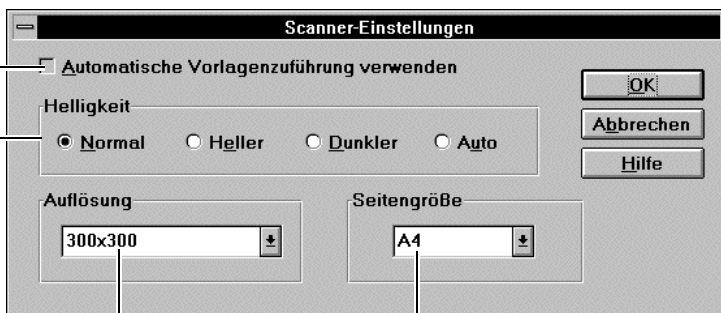 Scanner-Einstellungen
Automatische Vorlagenzuführung verwenden
OK
Helligkeit
Abbrechen
Normal Heller Dunkler Auto
Hilfe
Auflösung Seitengröße
300x300 A4